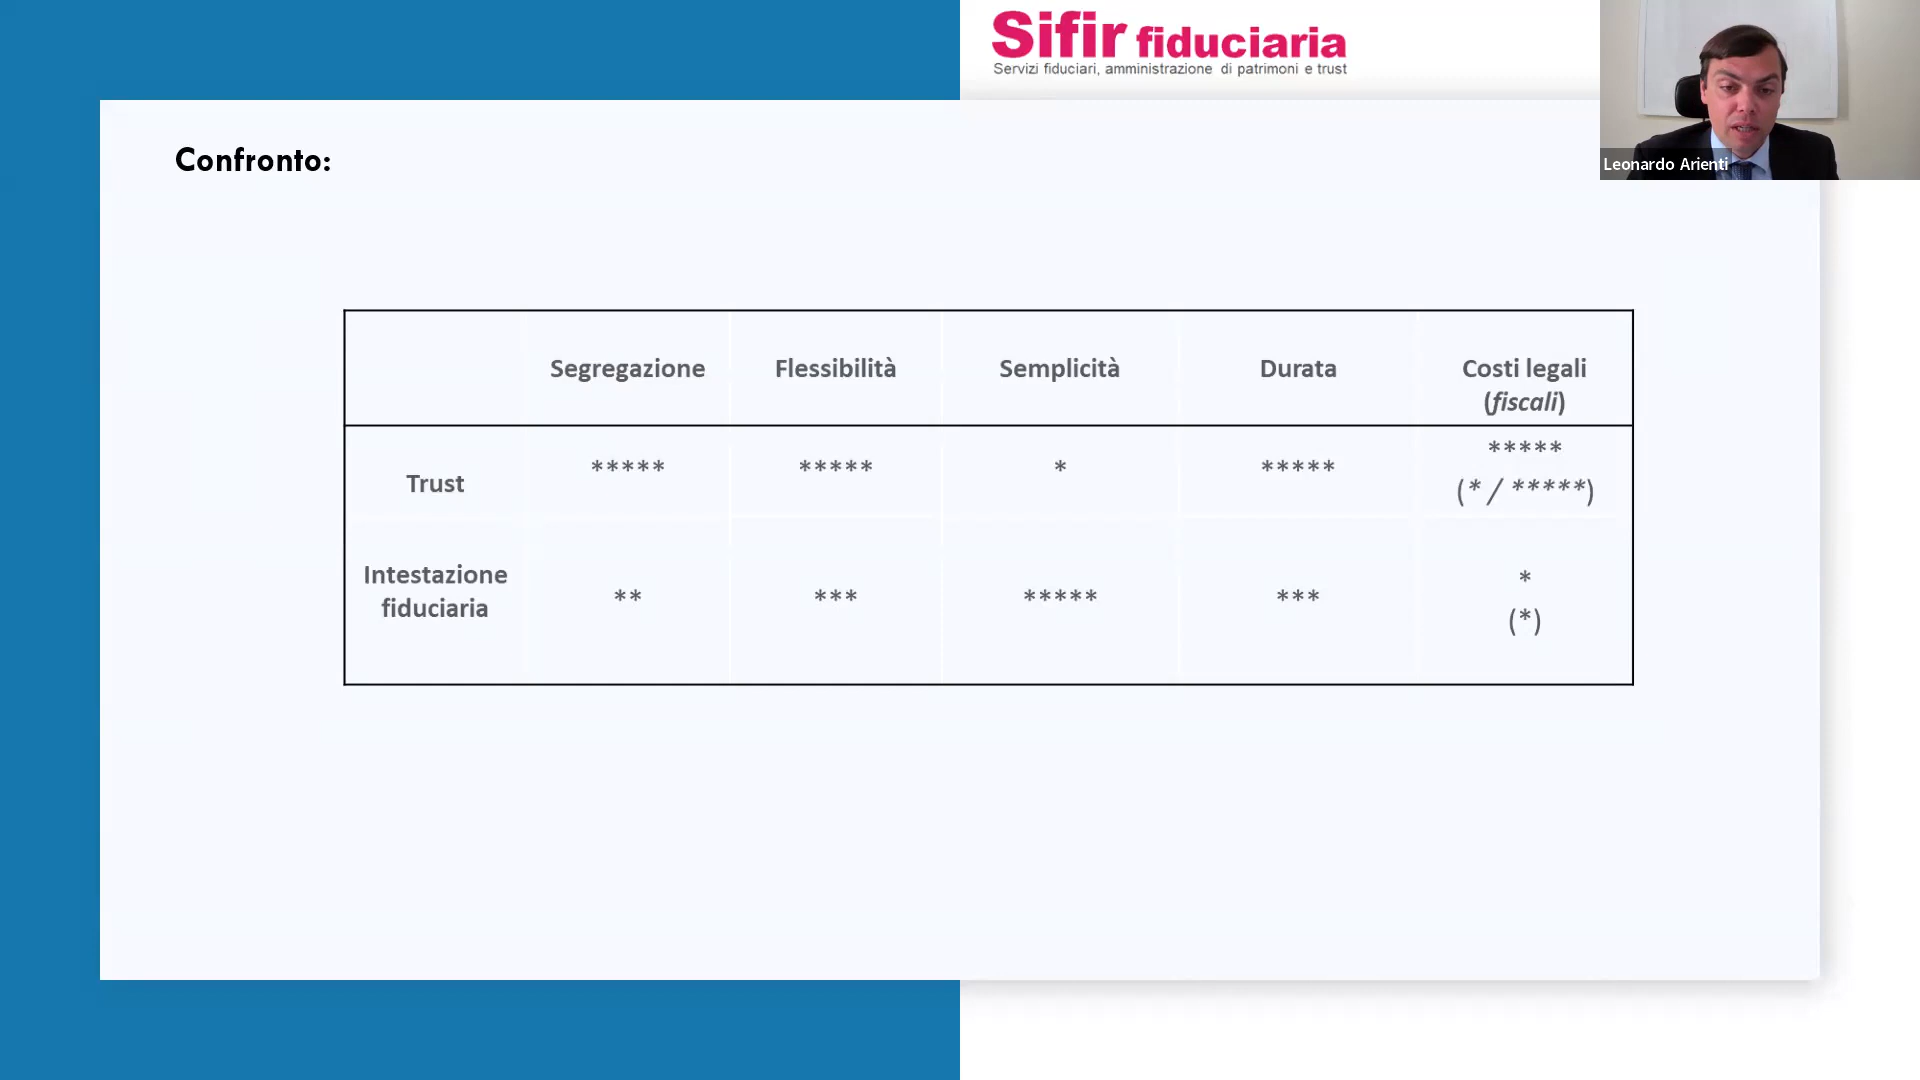 Sifir fiduciaria
Servizi fiduciari, amministrazione di patrimoni e trust
Leonardo Arienti
Confronto:
Segregazione Flessibilità Semplicità Durata Costi legali
(fiscali)
Trust ***** ***** * ***** *****
(* / *****)
Intestazione
fiduciaria ** *** ***** *** *
(*)